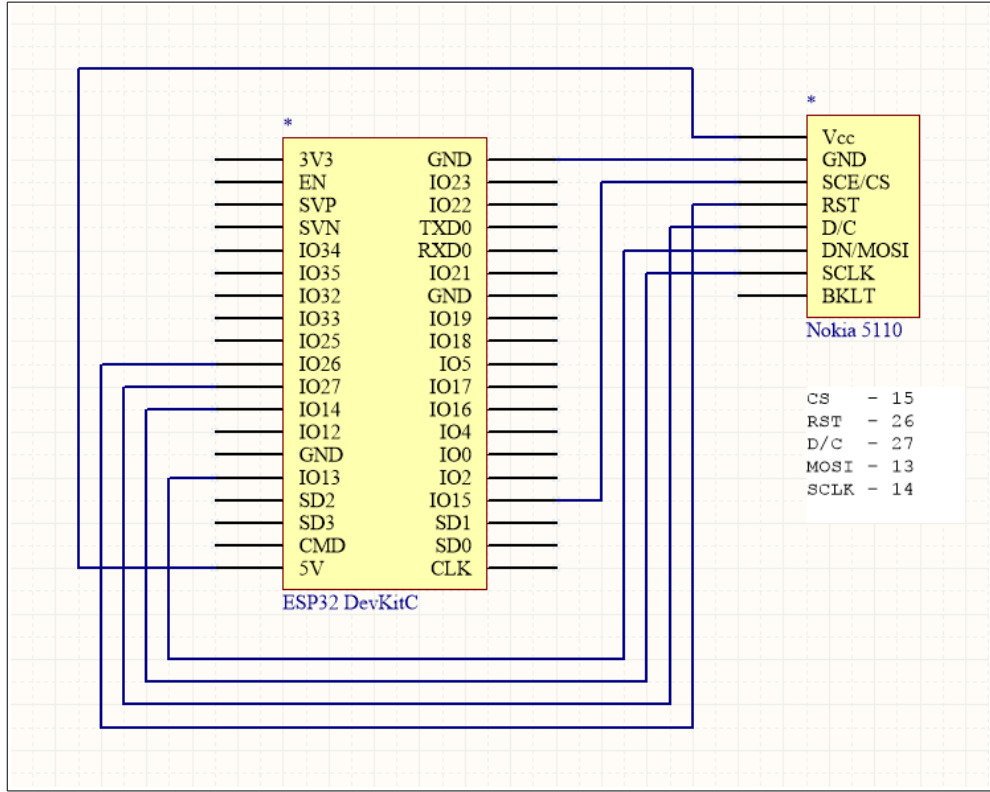 *
3V3
EN
SVP
SVN
IO34
IO35
IO32
IO33
IO25
IO26
IO27
IO14
IO12
GND
IO13
SD2
SD3
CMD
5V
GND
IO23
IO22
TXD0
RXD0
IO21
GND
IO19
IO18
IO5
IO17
IO16
IO4
IO0
IO2
IO15
SD1
SD0
CLK
ESP32 DevKitC
*
Vcc
GND
SCE/CS
RST
D/C
DN/MOSI
SCLK
BKLT
Nokia 5110
CS - 15
RST - 26
D/C - 27
MOSI - 13
SCLK - 14